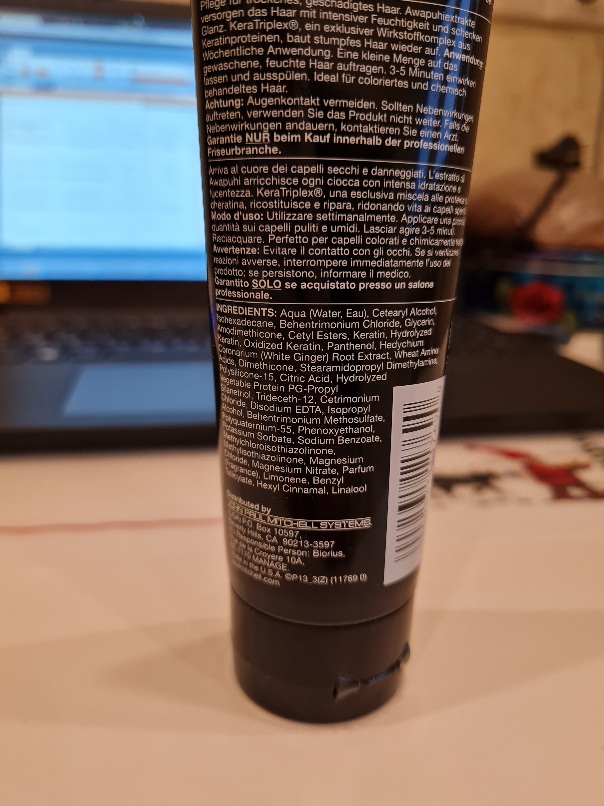 Pflege für trockenes, geschädigtes Haar. Awapuhiextrakte
versorgen das Haar mit intensiver Feuchtigkeit und schenken
Glanz. KeraTriplex®, ein exklusiver Wirkstoffkomplex aus
Keratinproteinen, baut stumpfes Haar wieder auf. Anwendung:
Wöchentliche Anwendung. Eine kleine Menge auf das
gewaschene, feuchte Haar auftragen. 3-5 Minuten einwirken
lassen und ausspülen. Ideal für coloriertes und chemisch
behandeltes Haar.
Achtung: Augenkontakt vermeiden. Sollten Nebenwirkungen
auftreten, verwenden Sie das Produkt nicht weiter. Falls die
Nebenwirkungen andauern, kontaktieren Sie einen Arzt.
Garantie NUR beim Kauf innerhalb der professionellen
Friseurbranche.
Arriva al cuore dei capelli secchi e danneggiati. L'estratto di
Awapuhi arricchisce ogni ciocca con intensa idratazione e
lucentezza. KeraTriplex®, una esclusiva miscela alle proteine
cheratina, ricostituisce e ripara, ridonando vita ai capelli
Modo d'uso: Utilizzare settimanalmente. Applicare una
quantità sui capelli puliti e umidi. Lasciar agire 3-5 minuti.
Risciacquare. Perfetto per capelli colorati e chimicamente
Avvertenze: Evitare il contatto con gli occhi. Se si verificano
reazioni avverse, interrompere immediatamente l'uso del
prodotto; se persistono, informare il medico.
Garantito SOLO se acquistato presso un salone
professionale.
INGREDIENTS: Aqua (Water, Eau), Cetearyl Alcohol,
Isohexadecane, Behentrimonium Chloride, Glycerin,
Amodimethicone, Cetyl Esters, Keratin, Hydrolyzed
Keratin, Oxidized Keratin, Panthenol, Hedychium
Coronarium (White Ginger) Root Extract, Wheat Amino
Acids, Dimethicone, Stearamidopropyl Dimethylamine,
Polysilicone-15, Citric Acid, Hydrolyzed
Vegetable Protein PG-Propyl
Silanetriol, Trideceth-12, Cetrimonium
Chloride, Disodium EDTA, Isopropyl
Alcohol, Behentrimonium Methosulfate,
Polyquaternium-55, Phenoxyethanol,
Potassium Sorbate, Sodium Benzoate,
Methylchloroisothiazolinone,
Methylisothiazolinone, Magnesium
Chloride, Magnesium Nitrate, Parfum
(Fragrance), Limonene, Benzyl
Salicylate, Hexyl Cinnamal, Linalool
Distributed by
JOHN PAUL MITCHELL SYSTEMS
P.O. Box 10597,
Beverly Hills, CA 90213-3597
Responsible Person: Biorius,
la Croyere 10A,
MANAGE.
Made in the U.S.A. ©P13_3(Z) (11769 0)